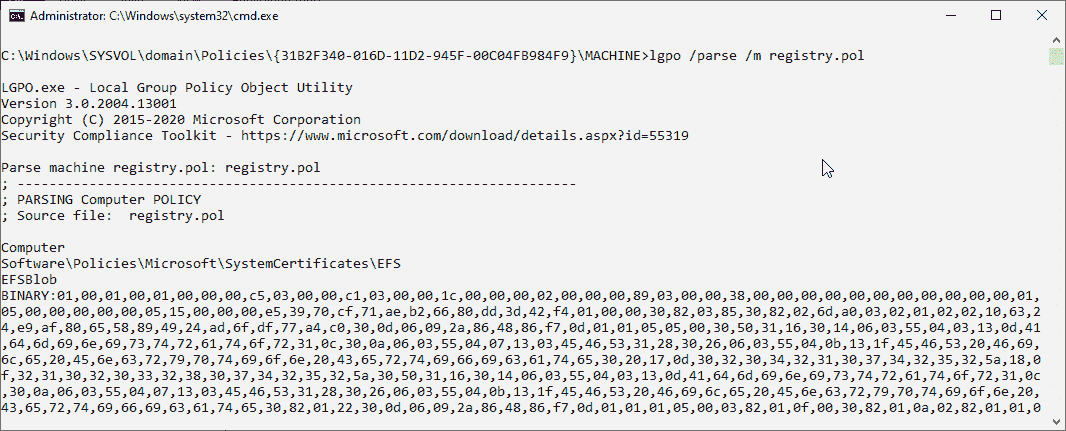 Administrator: C:\Windows\system32\cmd.exe
C:\Windows\SYSVOL\domain\Policies\{31B2F340-016D-11D2-945F-00C04FB984F9}\MACHINE>lgpo /parse /m registry.pol
LGPO.exe - Local Group Policy Object Utility
Version 3.0.2004.13001
Copyright (C) 2015-2020 Microsoft Corporation
Security Compliance Toolkit - https://www.microsoft.com/download/details.aspx?id=55319
Parse machine registry.pol: registry.pol
; ----------------------------------------------------------------------
; PARSING Computer POLICY
; Source file:  registry.pol
Computer
Software\Policies\Microsoft\SystemCertificates\EFS
EFSBlob
BINARY:01,00,01,00,01,00,00,00,c5,03,00,00,c1,03,00,00,1c,00,00,00,02,00,00,00,89,03,00,00,38,00,00,00,00,00,00,00,00,00,00,00,01,
05,00,00,00,00,00,05,15,00,00,00,e5,39,70,cf,71,ae,b2,66,80,dd,3d,42,f4,01,00,00,30,82,03,85,30,82,02,6d,a0,03,02,01,02,02,10,63,2
4,e9,af,80,65,58,89,49,24,ad,6f,df,77,a4,c0,30,0d,06,09,2a,86,48,86,f7,0d,01,01,05,05,00,30,50,31,16,30,14,06,03,55,04,03,13,0d,41
,64,6d,69,6e,69,73,74,72,61,74,6f,72,31,0c,30,0a,06,03,55,04,07,13,03,45,46,53,31,28,30,26,06,03,55,04,0b,13,1f,45,46,53,20,46,69,
6c,65,20,45,6e,63,72,79,70,74,69,6f,6e,20,43,65,72,74,69,66,69,63,61,74,65,30,20,17,0d,30,32,30,34,32,31,30,37,34,32,35,32,5a,18,0
f,32,31,30,32,30,33,32,38,30,37,34,32,35,32,5a,30,50,31,16,30,14,06,03,55,04,03,13,0d,41,64,6d,69,6e,69,73,74,72,61,74,6f,72,31,0c
,30,0a,06,03,55,04,07,13,03,45,46,53,31,28,30,26,06,03,55,04,0b,13,1f,45,46,53,20,46,69,6c,65,20,45,6e,63,72,79,70,74,69,6f,6e,20,
43,65,72,74,69,66,69,63,61,74,65,30,82,01,22,30,0d,06,09,2a,86,48,86,f7,0d,01,01,01,05,00,03,82,01,0f,00,30,82,01,0a,02,82,01,01,0